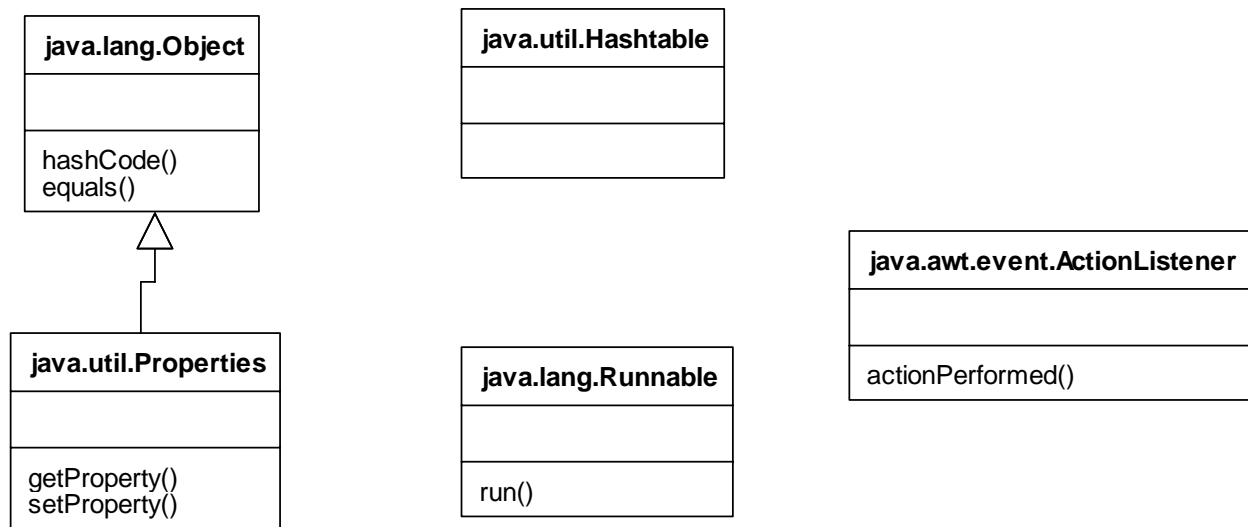 java.lang.Object
hashCode()
equals()
java.util.Hashtable
java.awt.event.ActionListener
actionPerformed()
java.util.Properties
getProperty()
setProperty()
java.lang.Runnable
run()